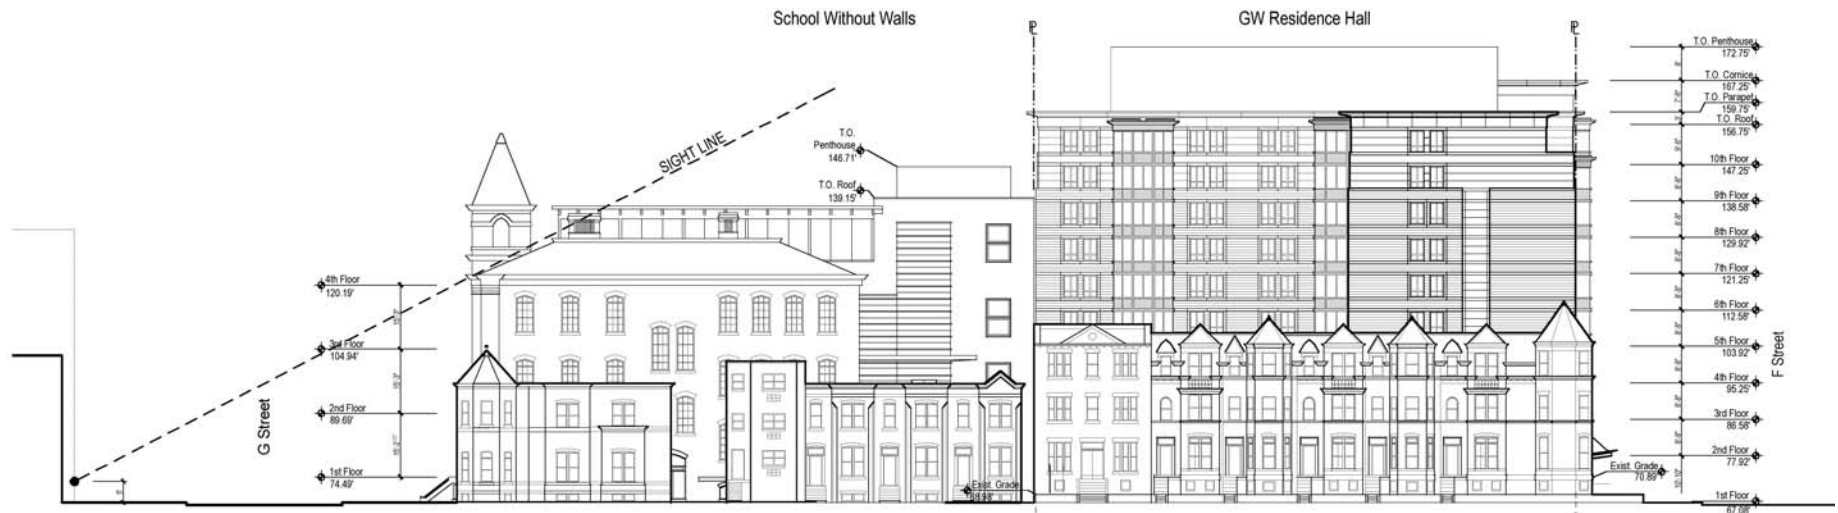 School Without Walls
GW Residence Hall
SIGHT LINE
T.O.
Penthouse
146.71'
T.O. Roof
139.15'
4th Floor
120.19'
3rd Floor
104.94'
2nd Floor
89.69'
1st Floor
74.49'
G Street
Exist. Grade
68.98'
T.O. Penthouse
172.75'
T.O. Cornice
167.25'
T.O. Parapet
159.75'
T.O. Roof
156.75'
10th Floor
147.25'
9th Floor
138.58'
8th Floor
129.92'
7th Floor
121.25'
6th Floor
112.58'
5th Floor
103.92'
4th Floor
95.25'
3rd Floor
86.58'
2nd Floor
77.92'
Exist. Grade
70.89'
1st Floor
67.08'
F Street